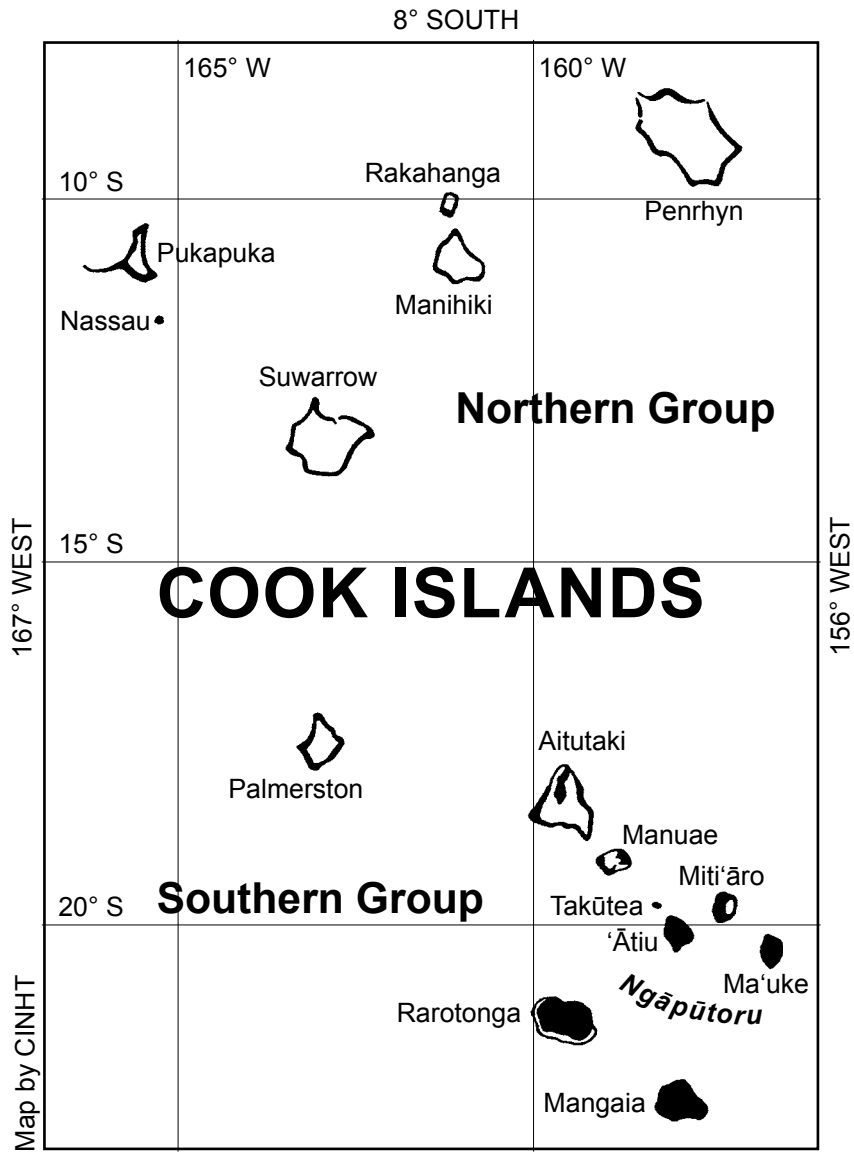 8° SOUTH
165° W
160° W
10° S
Rakahanga
Penrhyn
Pukapuka
Manihiki
Nassau
Suwarrow
Northern Group
15° S
167° WEST
156° WEST
COOK ISLANDS
Aitutaki
Palmerston
Manuae
Miti‘āro
Southern Group
20° S
Takūtea
‘Ātiu
Ma‘uke
Ngāpūtoru
Rarotonga
Mangaia
Map by CINHT